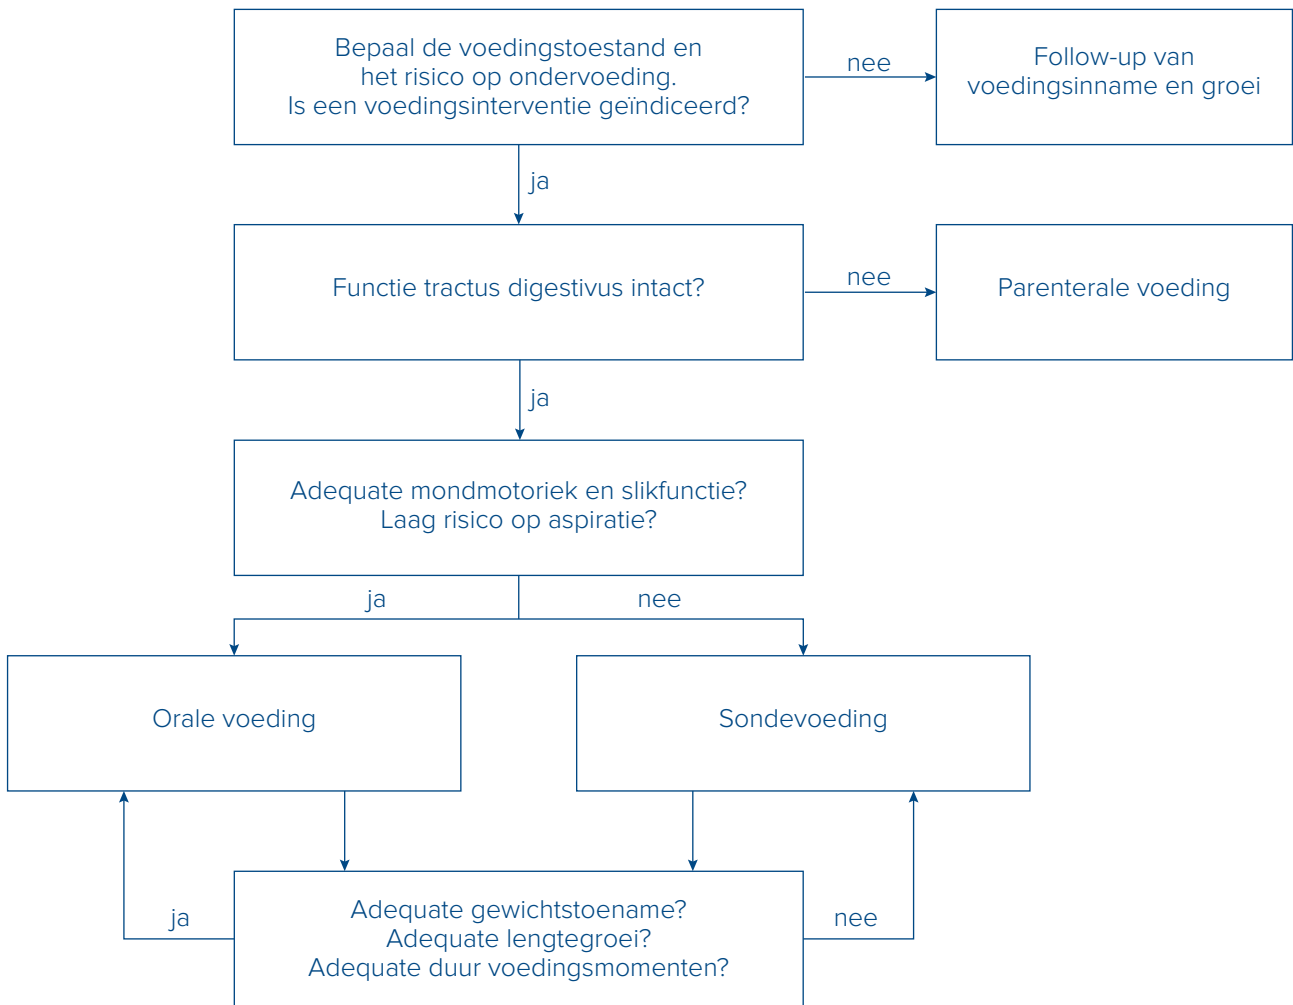 Bepaal de voedingstoestand en
het risico op ondervoeding.
Is een voedingsinterventie geïndiceerd?
nee
Follow-up van
voedingsinname en groei
ja
Functie tractus digestivus intact?
nee
Parenterale voeding
ja
Adequate mondmotoriek en slikfunctie?
Laag risico op aspiratie?
ja
nee
Orale voeding
Sondevoeding
ja
Adequate gewichtstoename?
Adequate lengtegroei?
Adequate duur voedingsmomenten?
nee